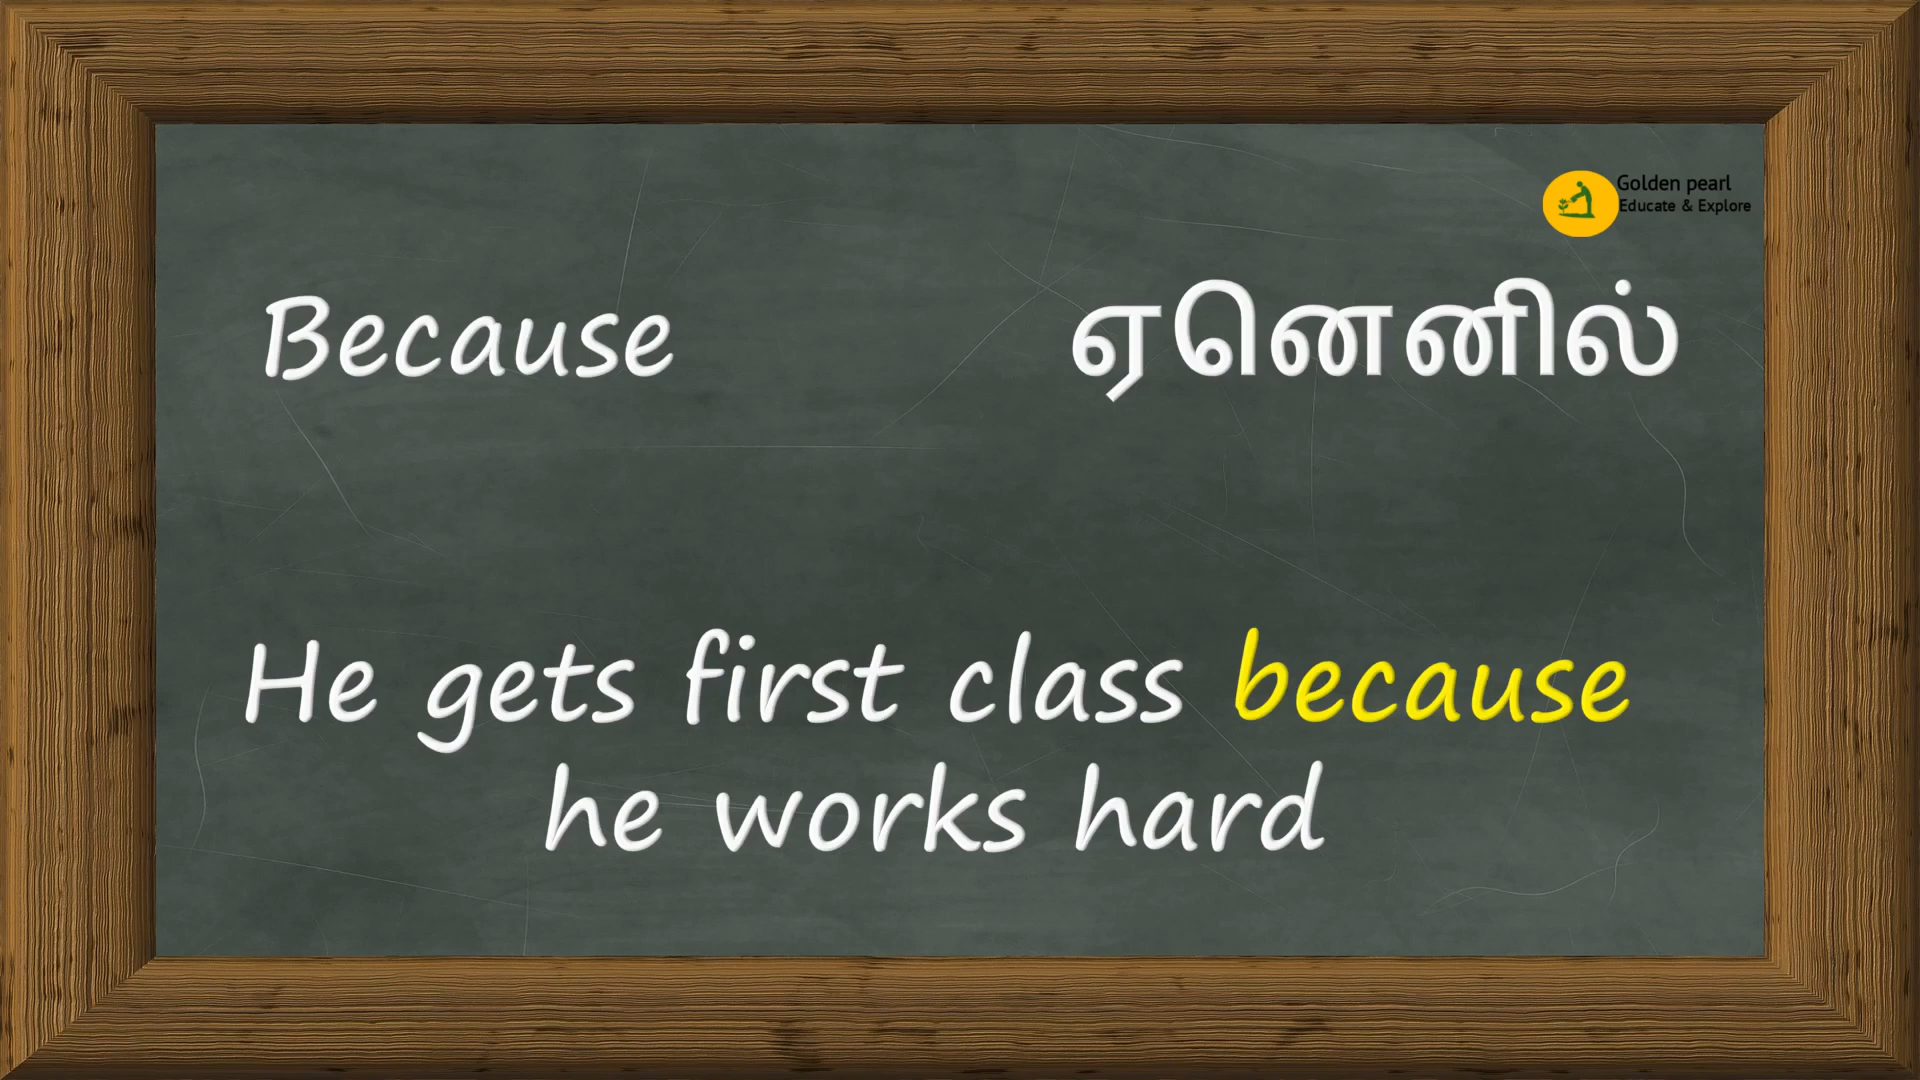 Golden pearl
Educate & Explore
Because ஏனெனில்
He gets first class because
he works hard